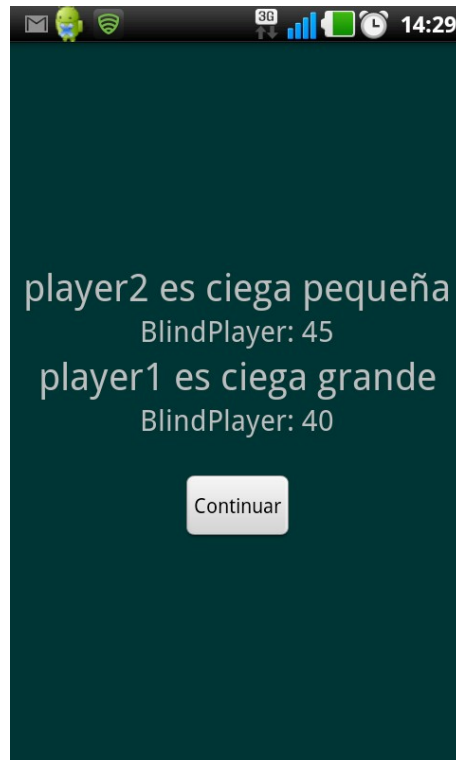 3G
14:29
player2 es ciega pequeña
BlindPlayer: 45
player1 es ciega grande
BlindPlayer: 40
Continuar